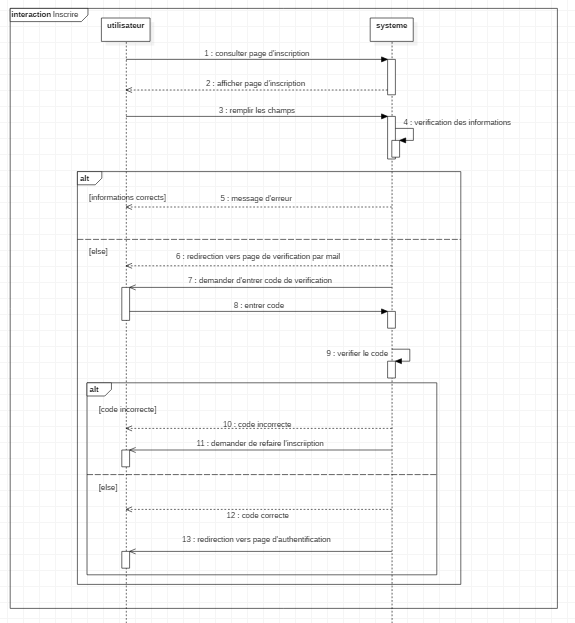 interaction Inscrire
utilisateur
systeme
1 : consulter page d'inscription
2 : afficher page d'inscription
3 : remplir les champs
4 : verification des informations
alt
[informations corrects]
5 : message d'erreur
[else]
6 : redirection vers page de verification par mail
7 : demander d'entrer code de verification
8 : entrer code
9 : verifier le code
alt
[code incorrecte]
10 : code incorrecte
11 : demander de refaire l'inscriiption
[else]
12 : code correcte
13 : redirection vers page d'authentification